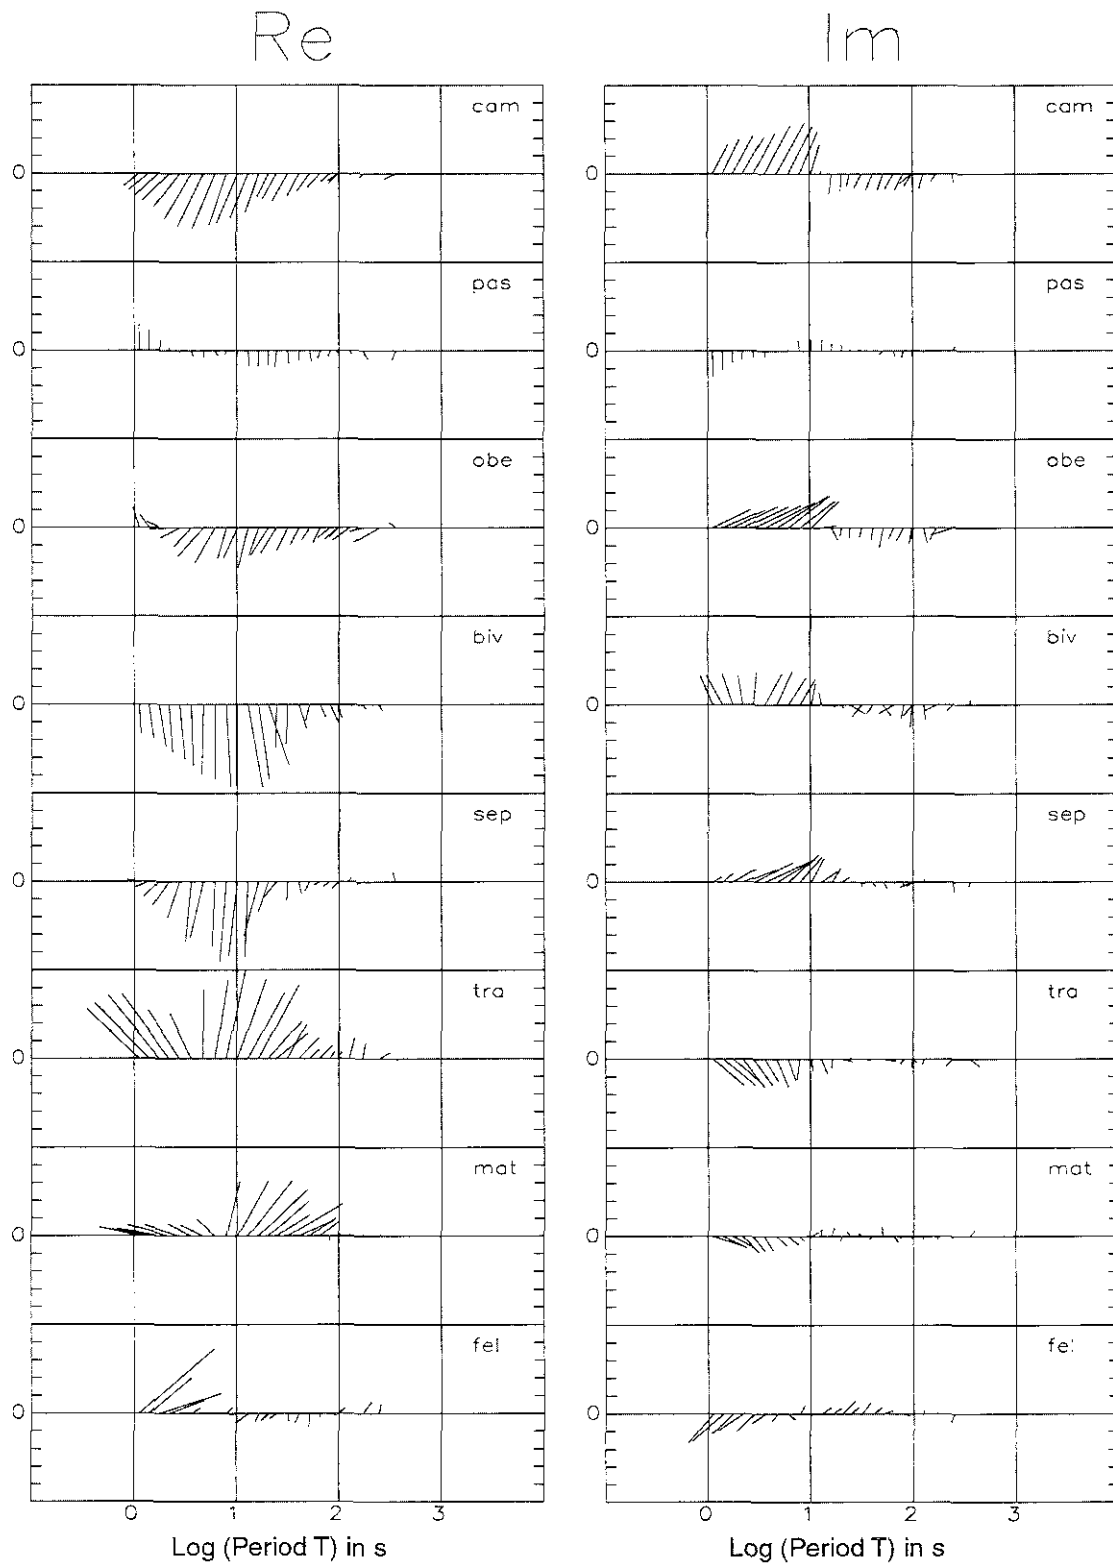 Re
cam
0
pas
0
obe
0
biv
0
sep
0
tra
0
mat
0
fel
0
0 1 2 3
Log (Period T) in s
Im
cam
0
pas
0
obe
0
biv
0
sep
0
tra
0
mat
0
fe:
0
0 1 2 3
Log (Period T) in s